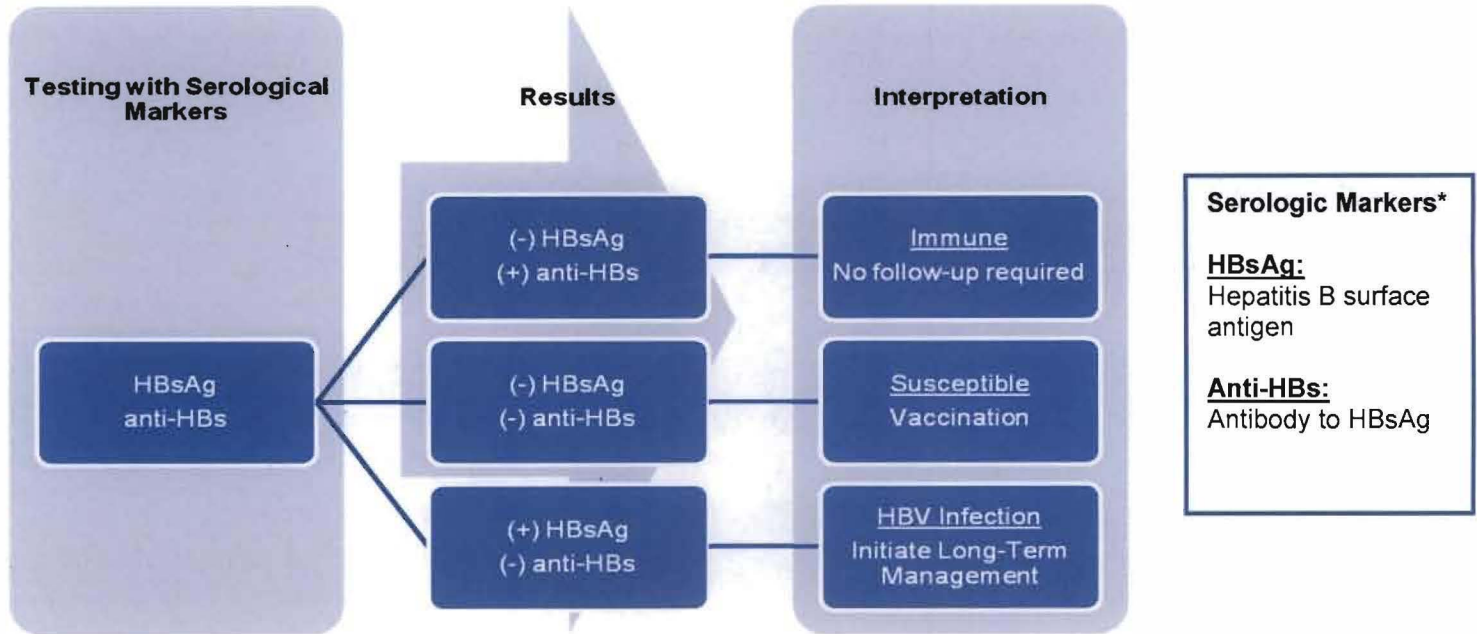 Testing with Serological
Markers
Results
Interpretation
HBsAg
anti-HBs
(-) HBsAg
(+) anti-HBs
(-) HBsAg
(-) anti-HBs
(+) HBsAg
(-) anti-HBs
Immune
No follow-up required
Susceptible
Vaccination
HBV Infection
Initiate Long-Term
Management
Serologic Markers*
HBsAg:
Hepatitis B surface
antigen
Anti-HBs:
Antibody to HBsAg